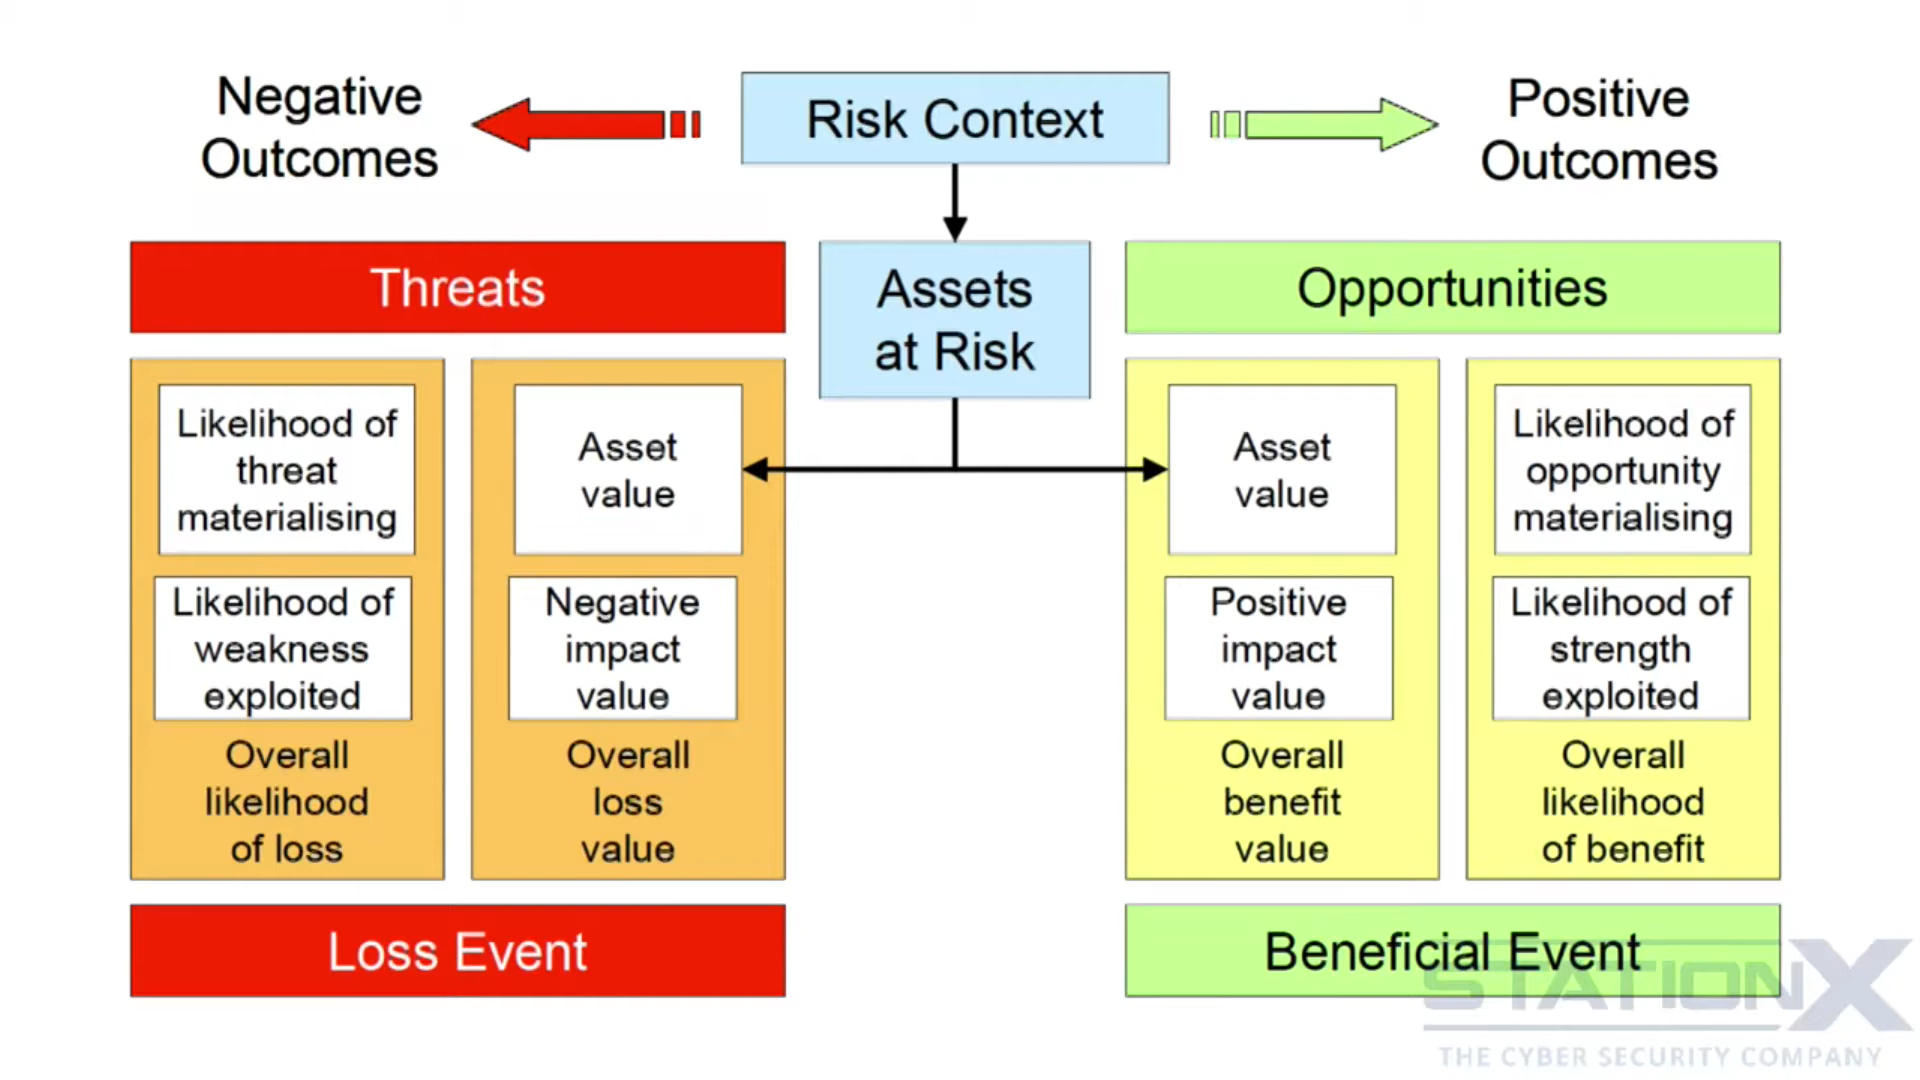 Negative
Outcomes
Risk Context
Positive
Outcomes
Threats
Assets
at Risk
Opportunities
Likelihood of
threat
materialising
Likelihood of
weakness
exploited
Overall
likelihood
of loss
Asset
value
Negative
impact
value
Overall
loss
value
Asset
value
Positive
impact
value
Overall
benefit
value
Likelihood of
opportunity
materialising
Likelihood of
strength
exploited
Overall
likelihood
of benefit
Loss Event
Beneficial Event
STATIONX
THE CYBER SECURITY COMPANY